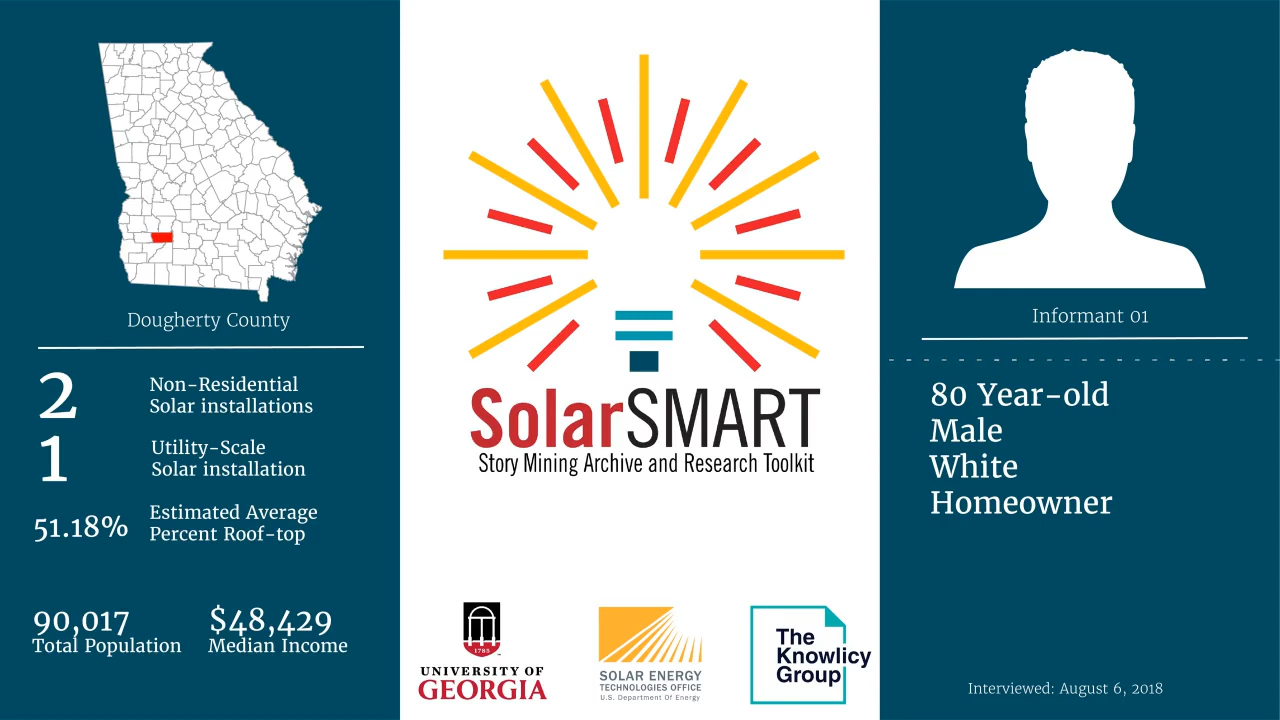 Dougherty County
2
Non-Residential
Solar installations
1
Utility-Scale
Solar installation
51.18%
Estimated Average
Percent Roof-top
90,017
Total Population
$48,429
Median Income
SolarSMART
Story Mining Archive and Research Toolkit
1785
UNIVERSITY OF
GEORGIA
SOLAR ENERGY
TECHNOLOGIES OFFICE
U.S. Department Of Energy
The
Knowlicy
Group
Informant 01
80 Year-old
Male
White
Homeowner
Interviewed: August 6, 2018